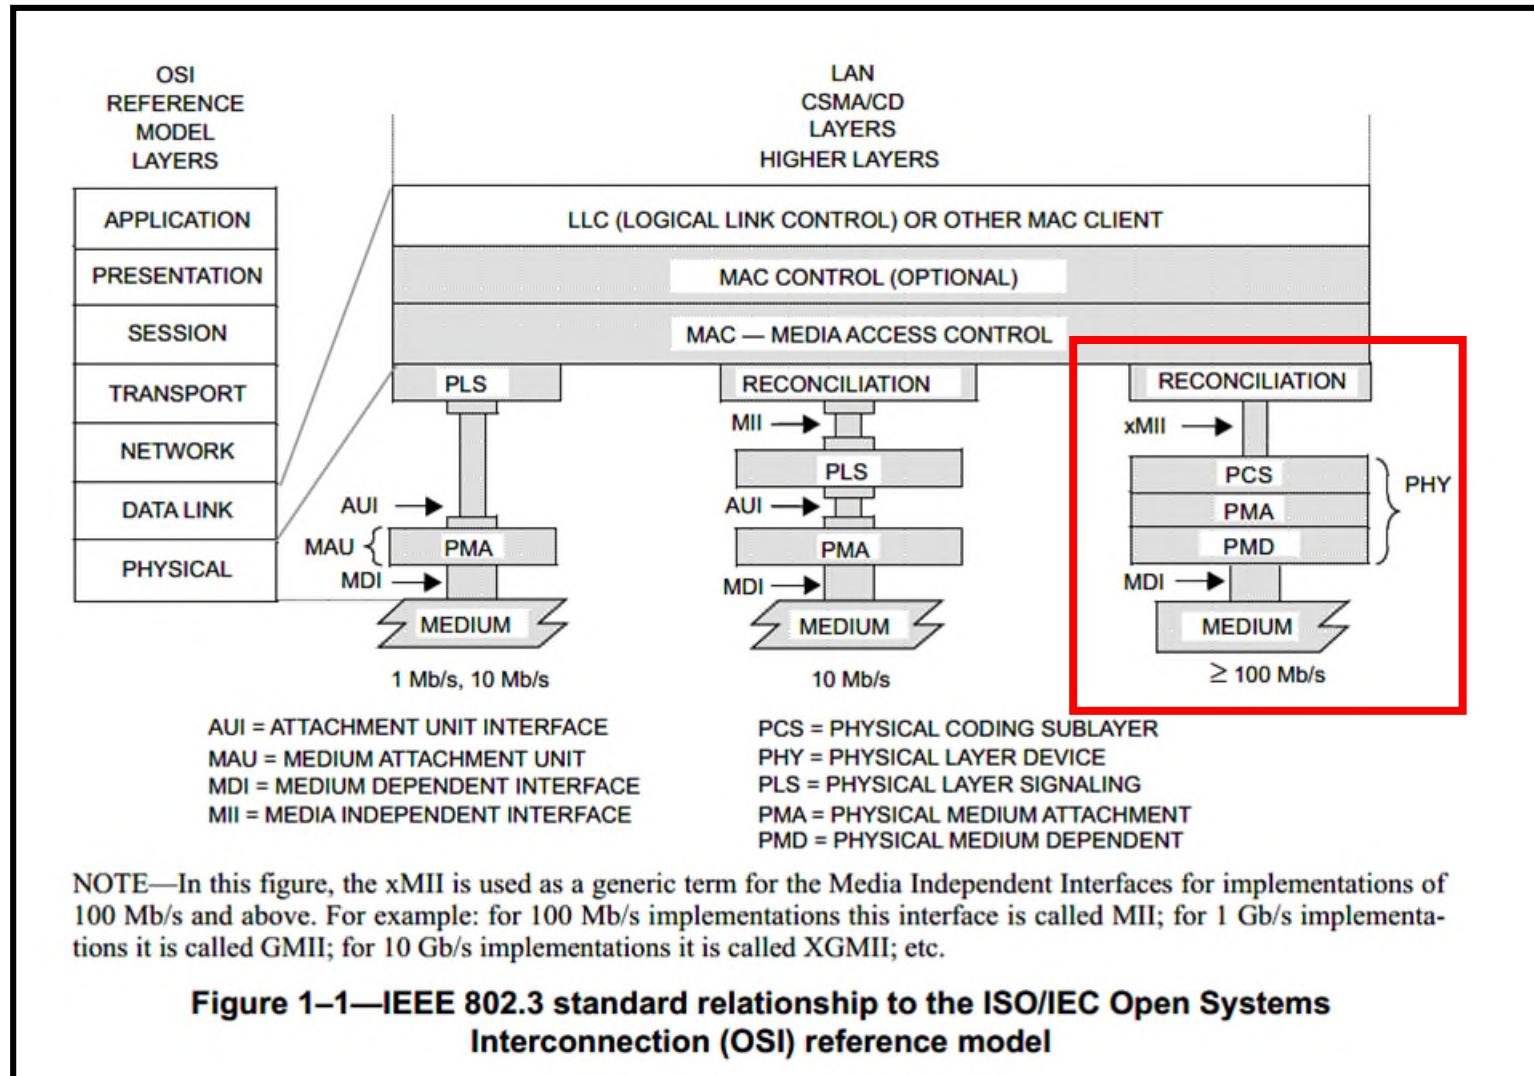 OSI
REFERENCE
MODEL
LAYERS
LAN
CSMA/CD
LAYERS
HIGHER LAYERS
APPLICATION
PRESENTATION
SESSION
TRANSPORT
NETWORK
DATA LINK
PHYSICAL
LLC (LOGICAL LINK CONTROL) OR OTHER MAC CLIENT
MAC CONTROL (OPTIONAL)
MAC — MEDIA ACCESS CONTROL
PLS
AUI
MAU
PMA
MDI
MEDIUM
1 Mb/s, 10 Mb/s
RECONCILIATION
MII
PLS
AUI
PMA
MDI
MEDIUM
10 Mb/s
RECONCILIATION
xMII
PCS
PMA
PMD
PHY
MDI
MEDIUM
≥ 100 Mb/s
AUI = ATTACHMENT UNIT INTERFACE
MAU = MEDIUM ATTACHMENT UNIT
MDI = MEDIUM DEPENDENT INTERFACE
MII = MEDIA INDEPENDENT INTERFACE
PCS = PHYSICAL CODING SUBLAYER
PHY = PHYSICAL LAYER DEVICE
PLS = PHYSICAL LAYER SIGNALING
PMA = PHYSICAL MEDIUM ATTACHMENT
PMD = PHYSICAL MEDIUM DEPENDENT
NOTE—In this figure, the xMII is used as a generic term for the Media Independent Interfaces for implementations of
100 Mb/s and above. For example: for 100 Mb/s implementations this interface is called MII; for 1 Gb/s implementa-
tions it is called GMII; for 10 Gb/s implementations it is called XGMII; etc.
Figure 1–1—IEEE 802.3 standard relationship to the ISO/IEC Open Systems
Interconnection (OSI) reference model